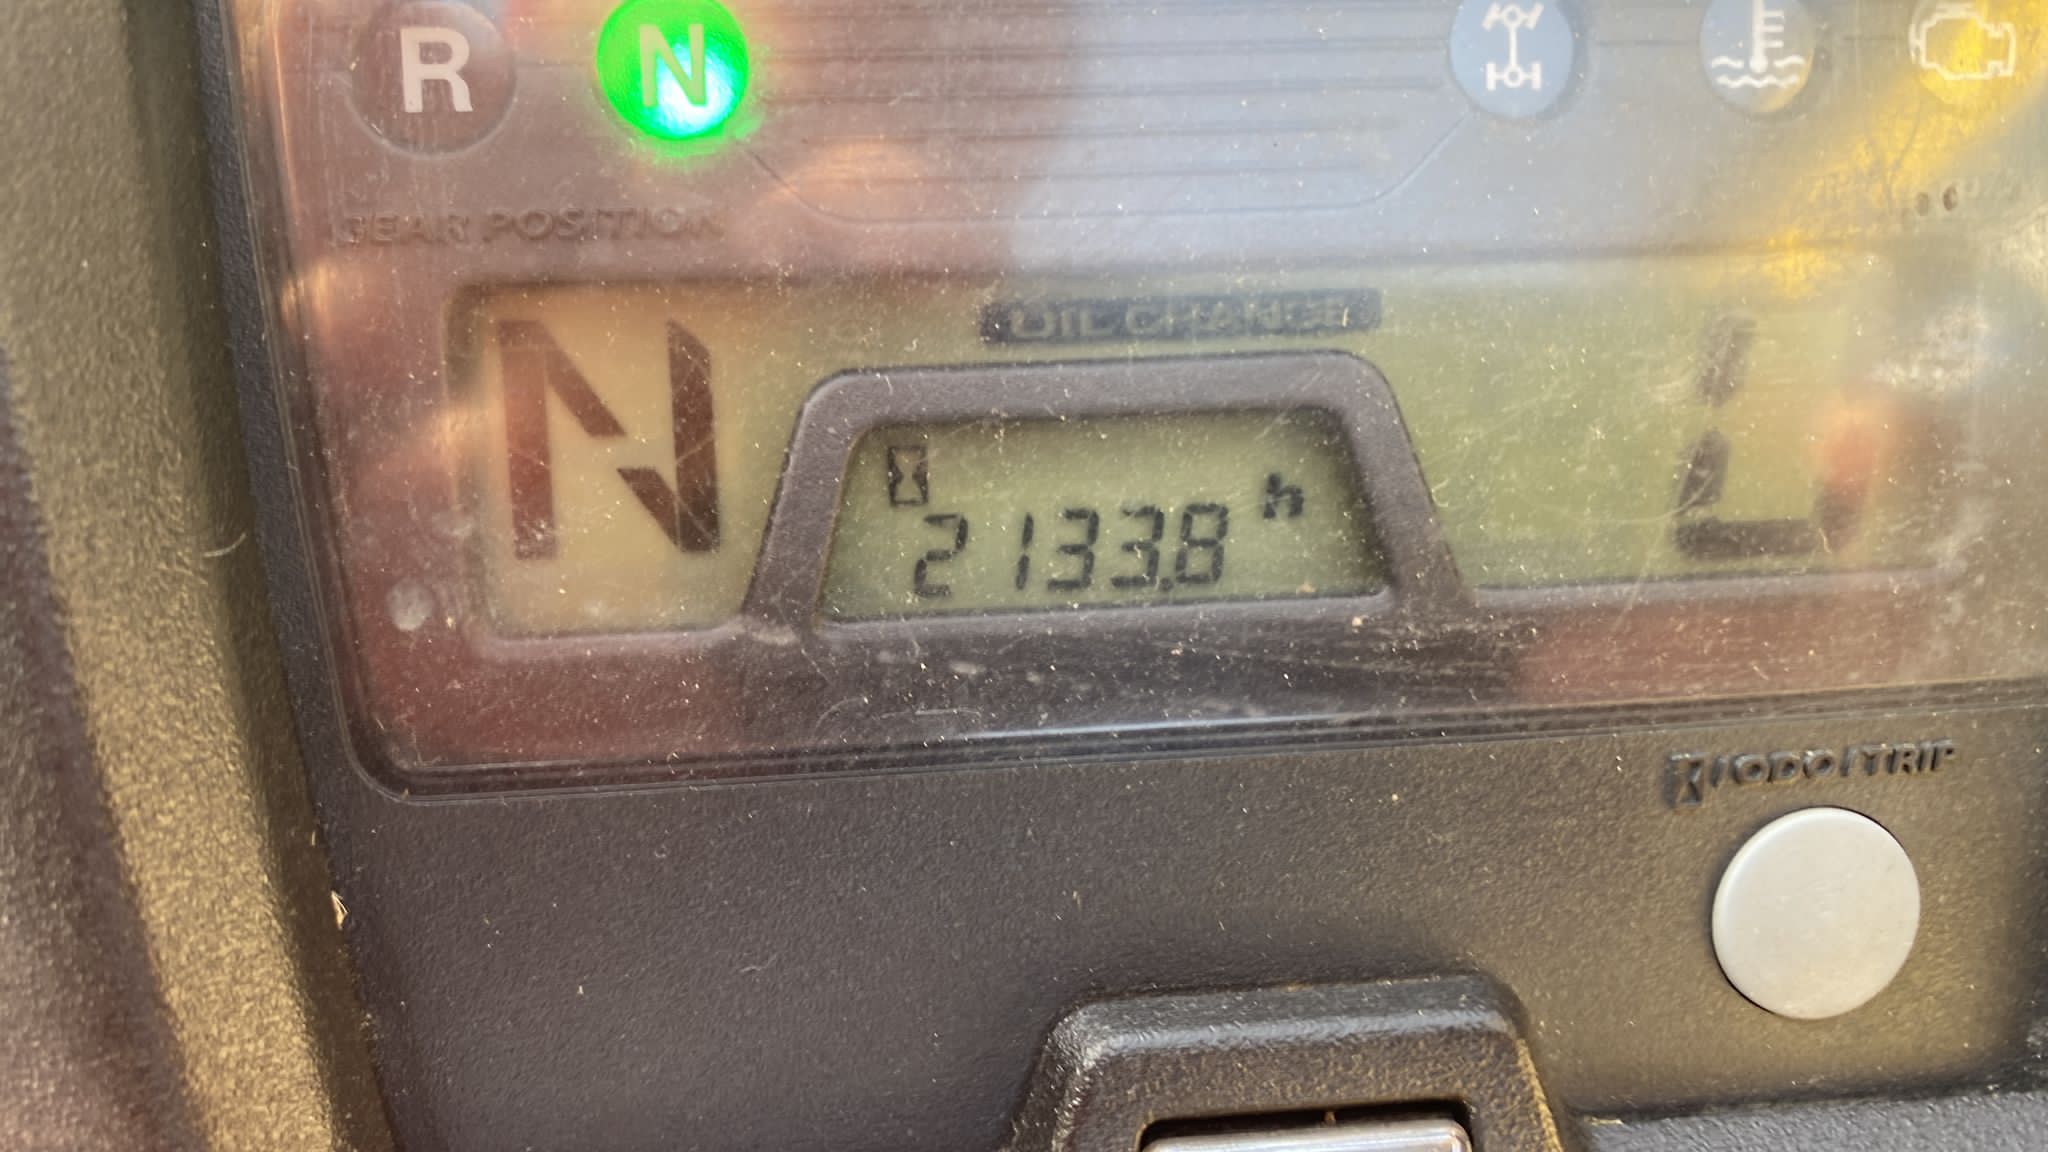 R N
GEAR POSITION
N
OIL CHANGE
2133.8 h
/ODO/TRIP